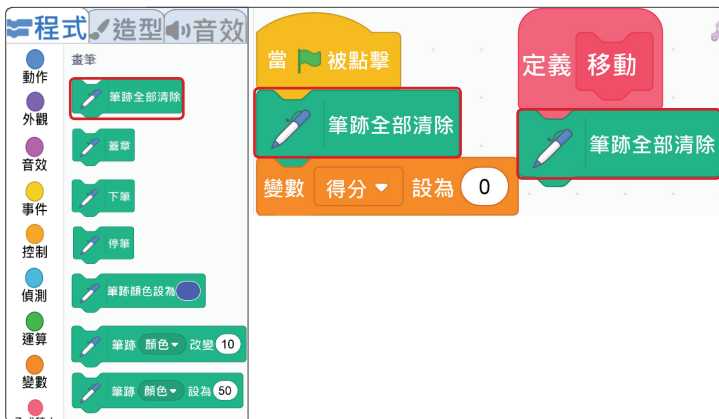 程式 造型 音效
動作
外觀
音效
事件
控制
偵測
運算
變數
畫筆
筆跡全部清除
蓋章
下筆
停筆
筆跡顏色設為
筆跡 顏色 改變 10
筆跡 顏色 設為 50
當 被點擊
筆跡全部清除
變數 得分 設為 0
定義 移動
筆跡全部清除